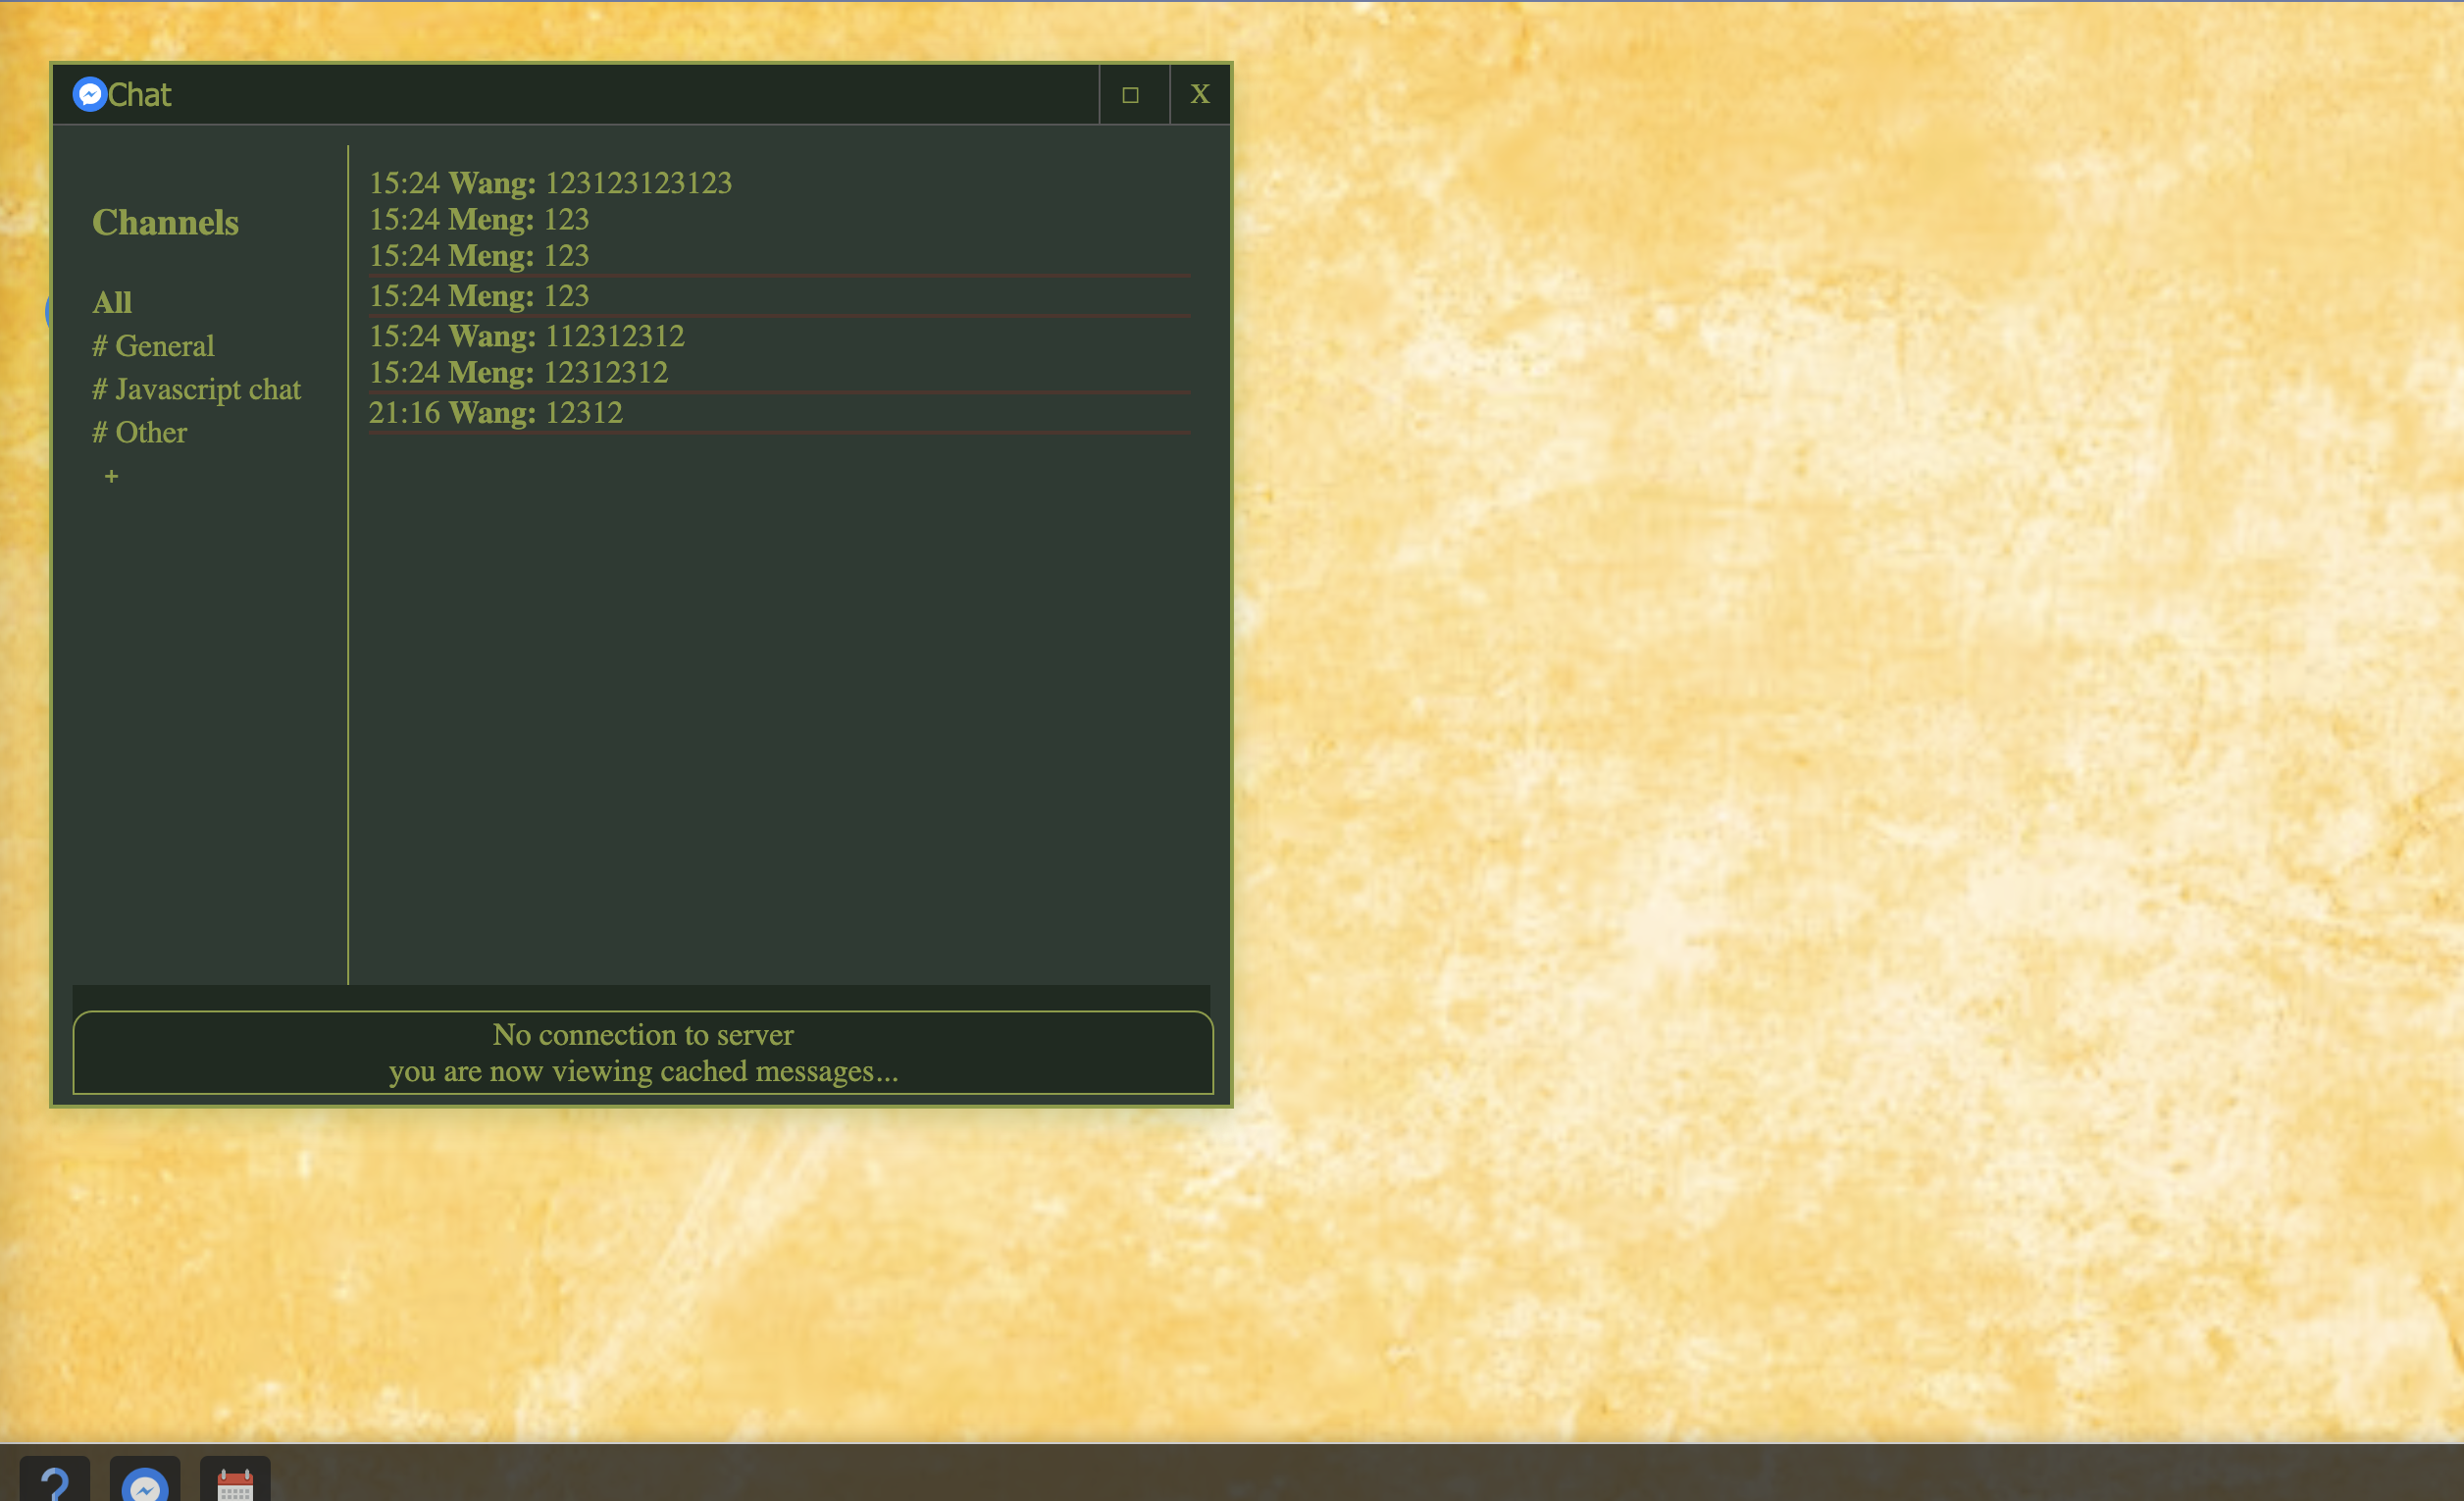 Chat
□ X
Channels
All
# General
# Javascript chat
# Other
+
15:24 Wang: 123123123123
15:24 Meng: 123
15:24 Meng: 123
15:24 Meng: 123
15:24 Wang: 112312312
15:24 Meng: 12312312
21:16 Wang: 12312
No connection to server
you are now viewing cached messages...
?